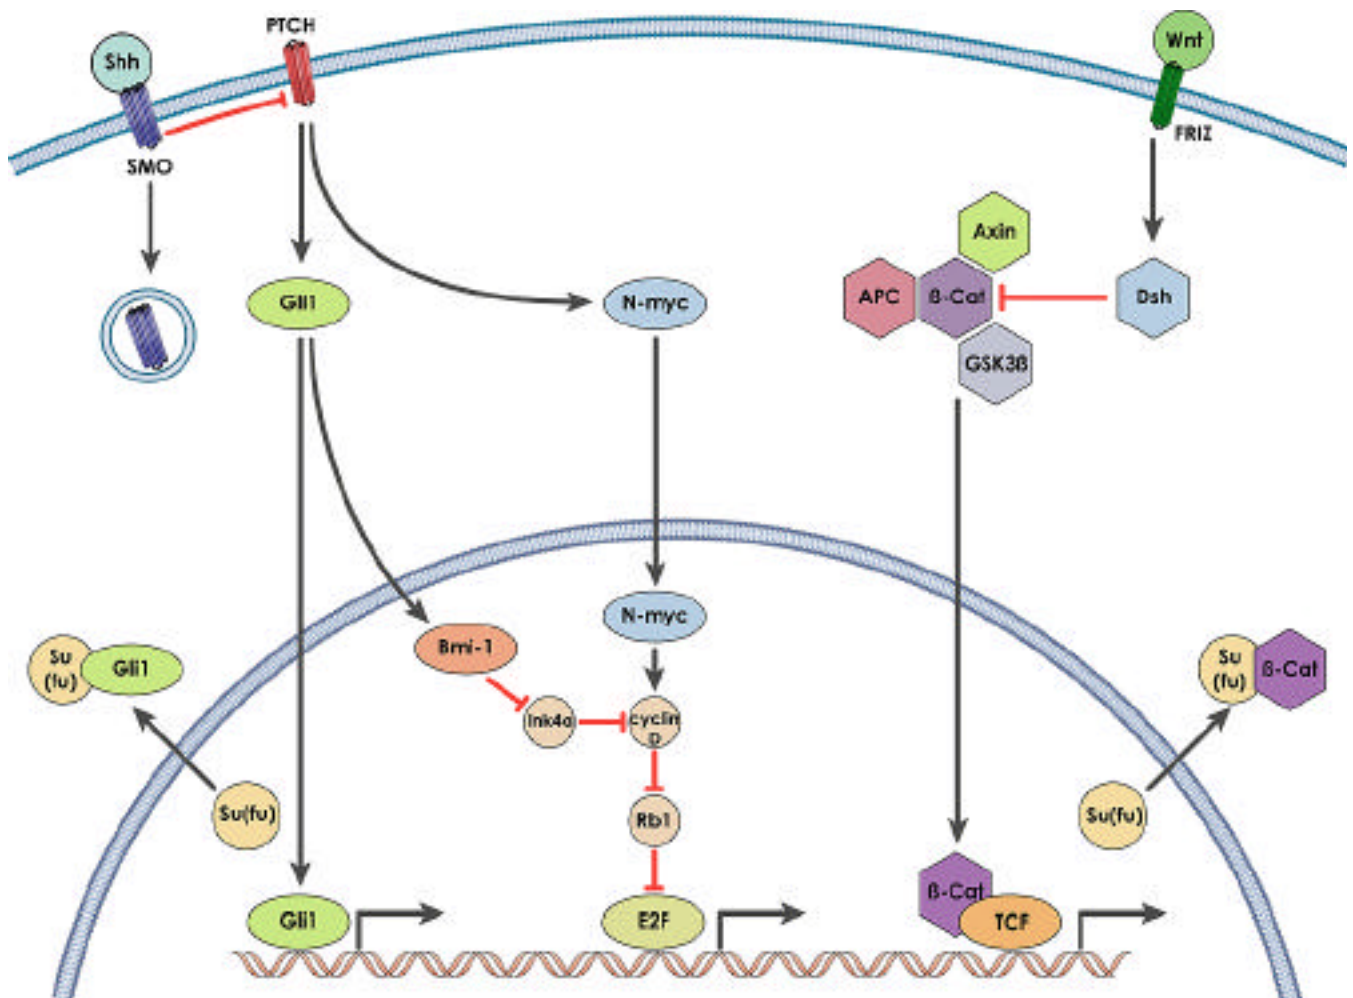 PTCH
Wnt
Shh
FRIZ
SMO
Axin
Gli1
N-myc
APC
ß-Cat
Dsh
GSK3ß
N-myc
Bmi-1
Su
(fu)
Gli1
Su
(fu)
ß-Cat
Ink4a
cyclin
D
Su(fu)
Rb1
Su(fu)
ß-Cat
Gli1
E2F
TCF